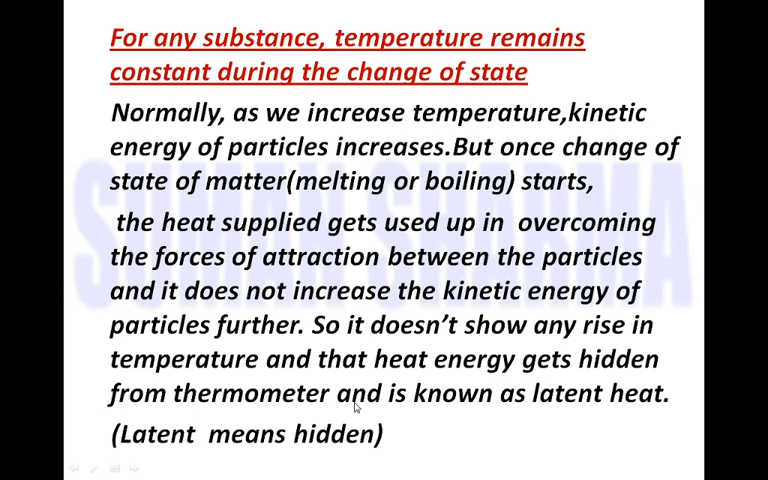 For any substance, temperature remains
constant during the change of state
Normally, as we increase temperature,kinetic
energy of particles increases.But once change of
state of matter(melting or boiling) starts,
the heat supplied gets used up in overcoming
the forces of attraction between the particles
and it does not increase the kinetic energy of
particles further. So it doesn't show any rise in
temperature and that heat energy gets hidden
from thermometer and is known as latent heat.
(Latent means hidden)
SUMAN SHARMA